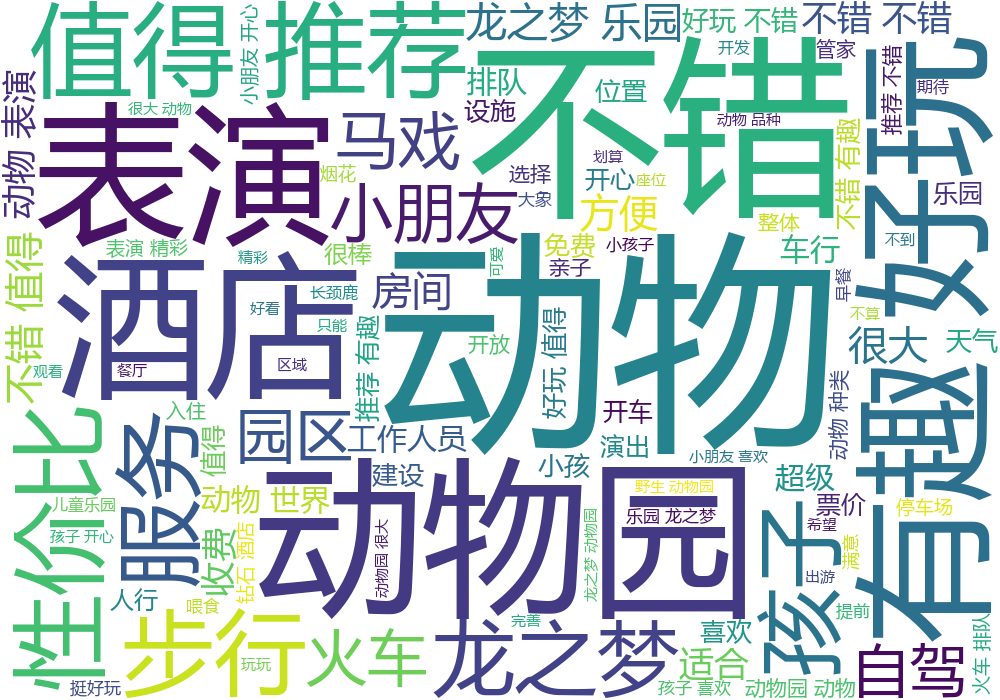 值得 推荐
小朋友 开心
龙之梦 乐园
好玩 不错
不错 不错
开发
管家
推荐 不错
期待
好玩
排队
设施
位置
不错
动物 表演
很大 动物
表演
马戏
烟花
小朋友
动物 品种
划算
选择
开心
座位
大象
方便
不错 有趣
整体
乐园
不到
表演 精彩
精彩
很棒
免费
小孩子
亲子
可爱
车行
不错 值得
酒店
长颈鹿
好看
只能
房间
动物
早餐
不算
很大
天气
观看
餐厅
区域
推荐 有趣
开放
好玩 值得
有趣
性价比
入住
服务
值得
园区
工作人员
开车
演出
动物 种类
小朋友 喜欢
建设
小孩
超级
儿童乐园
动物 世界
动物园
野生 动物园
乐园 龙之梦
票价
停车场
希望
孩子 开心
收费
钻石 酒店
动物园 很大
龙之梦 动物园
孩子
满意
出游
人行
喂食
步行
玩玩
火车
完善
龙之梦
喜欢
适合
提前
自驾
火车 排队
挺好玩
孩子 喜欢
动物园 动物